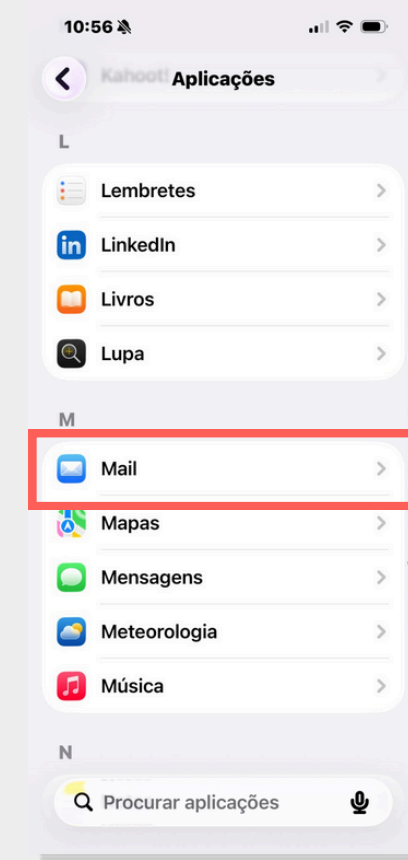 10:56
Kahoot!
Aplicações
L
Lembretes
LinkedIn
Livros
Lupa
M
Mail
Mapas
Mensagens
Meteorologia
Música
N
Procurar aplicações